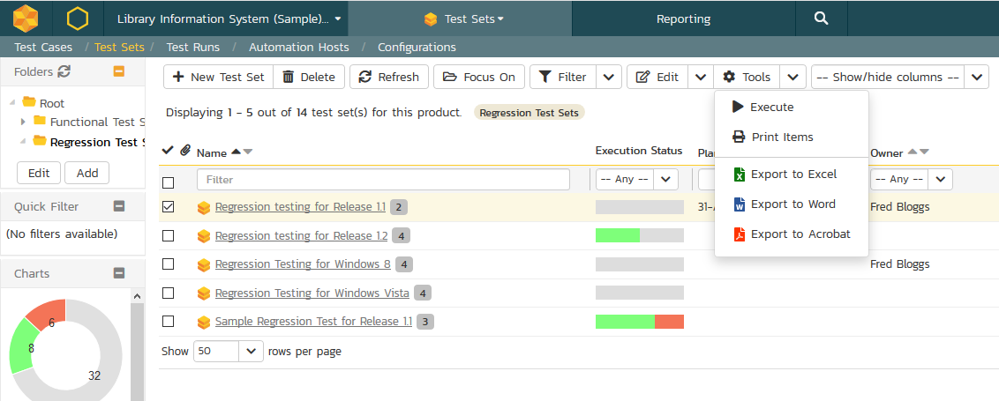 Library Information System (Sample)... Test Sets Reporting
Test Cases / Test Sets / Test Runs / Automation Hosts / Configurations
Folders
Root
Functional Test S
Regression Test S
Edit Add
Quick Filter
(No filters available)
Charts
6
8
32
+ New Test Set Delete Refresh Focus On Filter Edit Tools -- Show/hide columns --
Displaying 1 - 5 out of 14 test set(s) for this product. Regression Test Sets
Execute
Print Items
Export to Excel
Export to Word
Export to Acrobat
Name Execution Status Pla Owner
Filter -- Any -- -- Any --
Regression testing for Release 1.1 2 31-A Fred Bloggs
Regression testing for Release 1.2 4
Regression Testing for Windows 8 4 Fred Bloggs
Regression Testing for Windows Vista 4
Sample Regression Test for Release 1.1 3
Show 50 rows per page